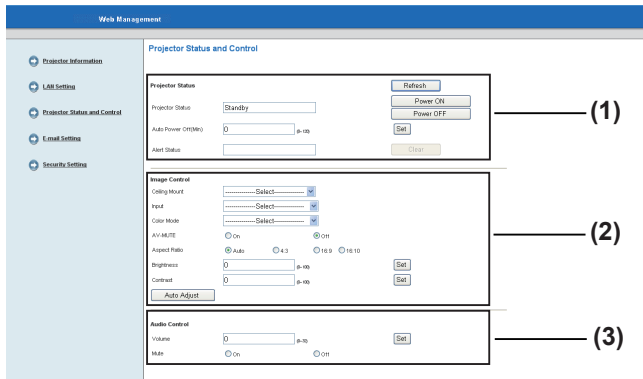 Web Management
Projector Information
LAN Setting
Projector Status and Control
E-mail Setting
Security Setting
Projector Status and Control
Projector Status
Refresh
Projector Status
Standby
Power ON
Power OFF
Auto Power Off(Min)
0
(0~120)
Set
Alert Status
Clear
(1)
Image Control
Ceiling Mount
---------------Select---------------
Input
---------------Select---------------
Color Mode
---------------Select---------------
AV-MUTE
On
Off
Aspect Ratio
Auto
4:3
16:9
16:10
Brightness
0
(0~100)
Set
Contrast
0
(0~100)
Set
Auto Adjust
(2)
Audio Control
Volume
0
Set
Mute
On
Off
(3)